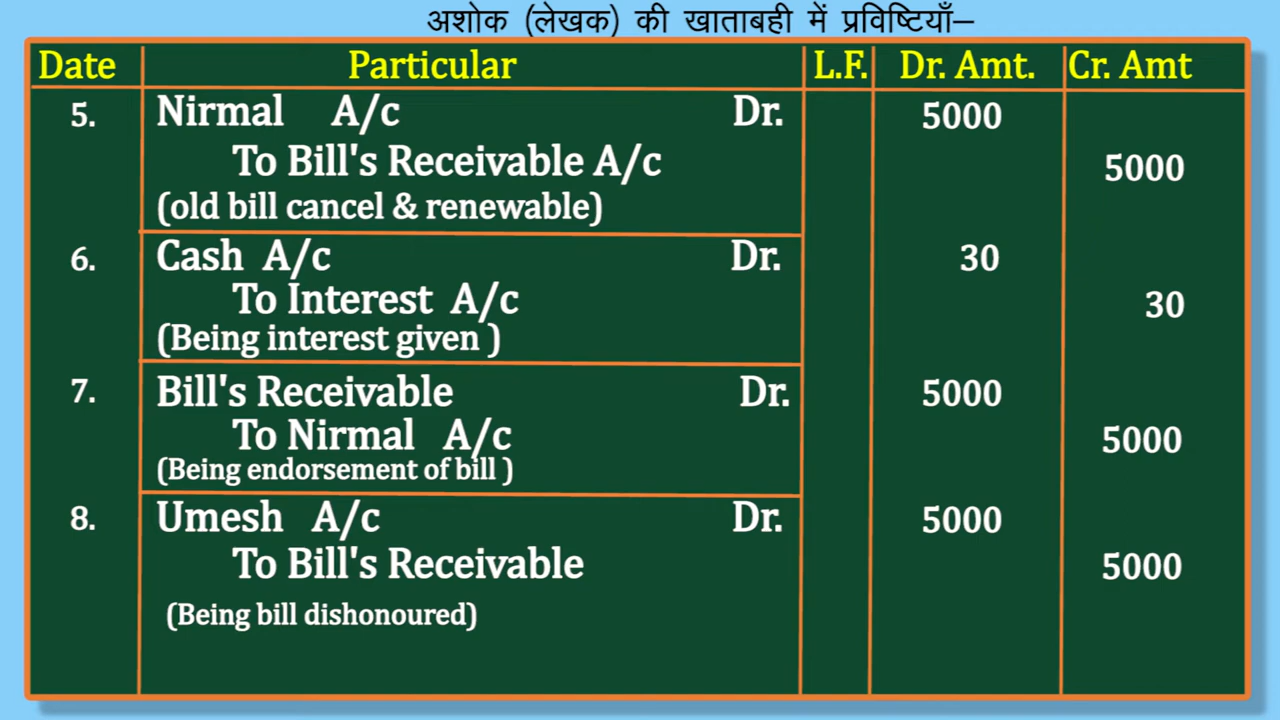 अशोक (लेखक) की खाताबही में प्रविष्टियाँ–
Date Particular L.F. Dr. Amt. Cr. Amt
5. Nirmal A/c Dr. 5000
To Bill's Receivable A/c 5000
(old bill cancel & renewable)
6. Cash A/c Dr. 30
To Interest A/c 30
(Being interest given )
7. Bill's Receivable Dr. 5000
To Nirmal A/c 5000
(Being endorsement of bill )
8. Umesh A/c Dr. 5000
To Bill's Receivable 5000
(Being bill dishonoured)